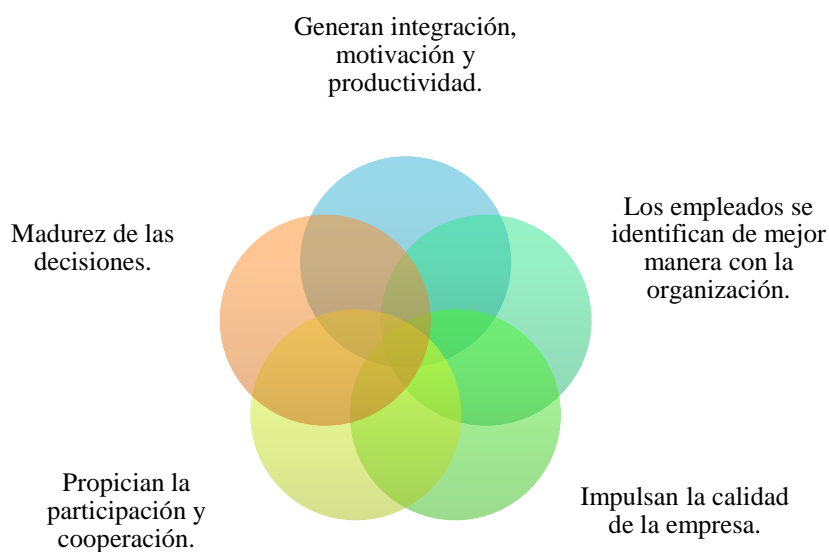 Generan integración,
motivación y
productividad.
Los empleados se
identifican de mejor
manera con la
organización.
Impulsan la calidad
de la empresa.
Propician la
participación y
cooperación.
Madurez de las
decisiones.